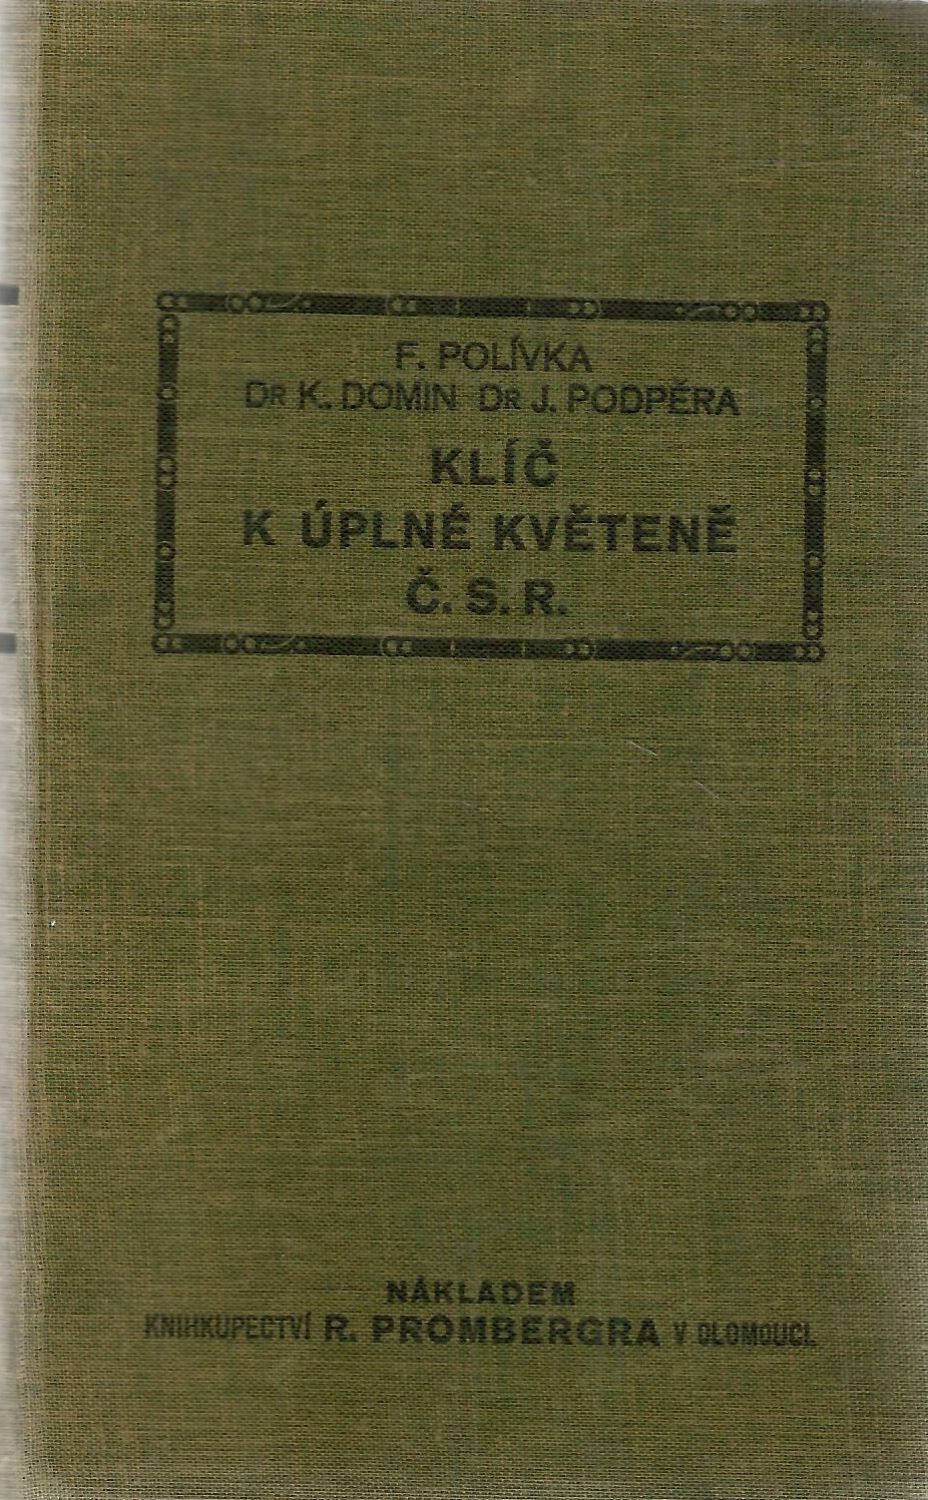 F. POLÍVKA
DR K. DOMIN DR J. PODPĚRA
KLÍČ
K ÚPLNÉ KVĚTENĚ
Č. S. R.
NÁKLADEM
KNIHKUPECTVÍ R. PROMBERGRA V OLOMOUCI.